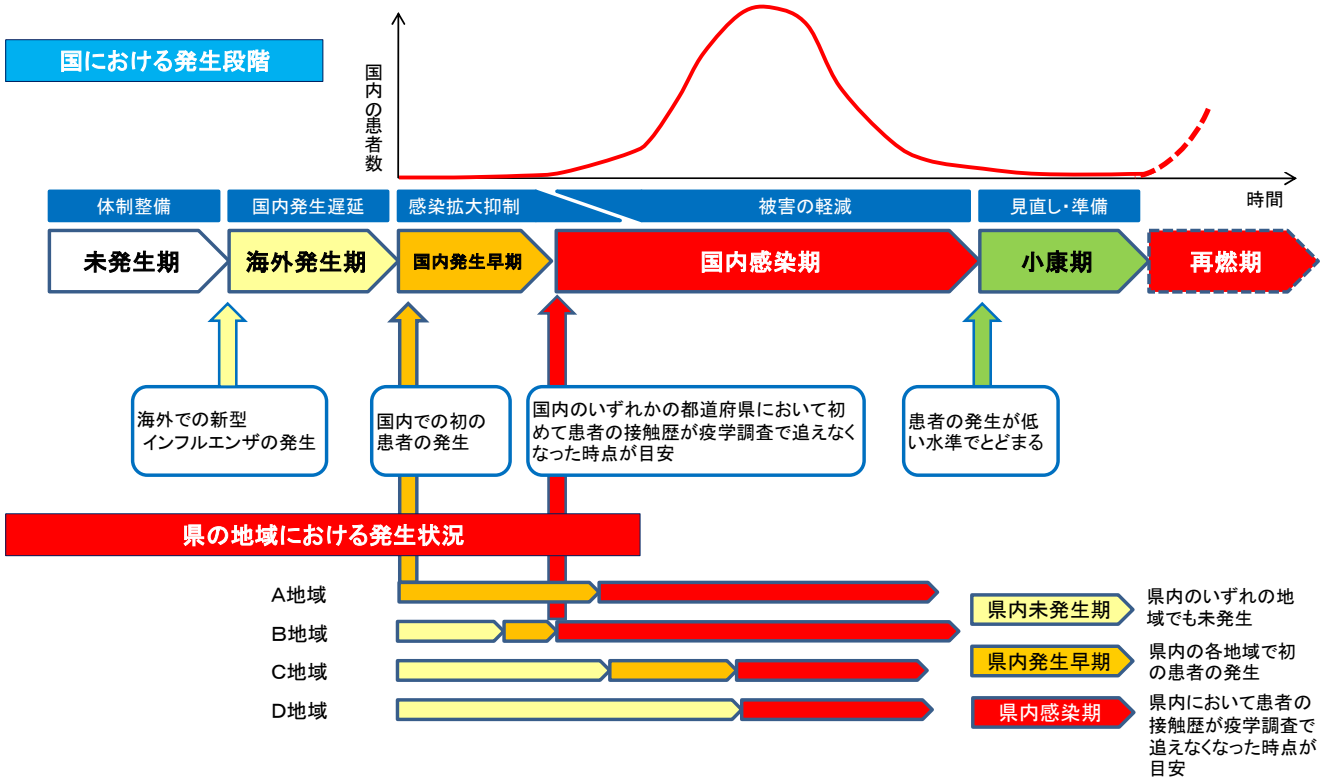 国における発生段階
国内の患者数
時間
体制整備
国内発生遅延
感染拡大抑制
被害の軽減
見直し・準備
未発生期
海外発生期
国内発生早期
国内感染期
小康期
再燃期
海外での新型
インフルエンザの発生
国内での初の
患者の発生
国内のいずれかの都道府県において初
めて患者の接触歴が疫学調査で追えなく
なった時点が目安
患者の発生が低
い水準でとどまる
県の地域における発生状況
A地域
B地域
C地域
D地域
県内未発生期
県内のいずれの地
域でも未発生
県内発生早期
県内の各地域で初
の患者の発生
県内感染期
県内において患者の
接触歴が疫学調査で
追えなくなった時点が
目安